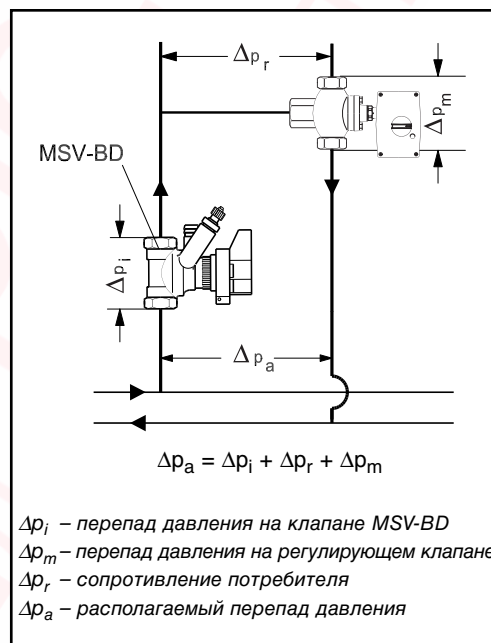 Δp_r
Δp_m
MSV-BD
Δp_i
Δp_a
Δp_a = Δp_i + Δp_r + Δp_m
Δp_i – перепад давления на клапане MSV-BD
Δp_m – перепад давления на регулирующем клапане
Δp_r – сопротивление потребителя
Δp_a – располагаемый перепад давления